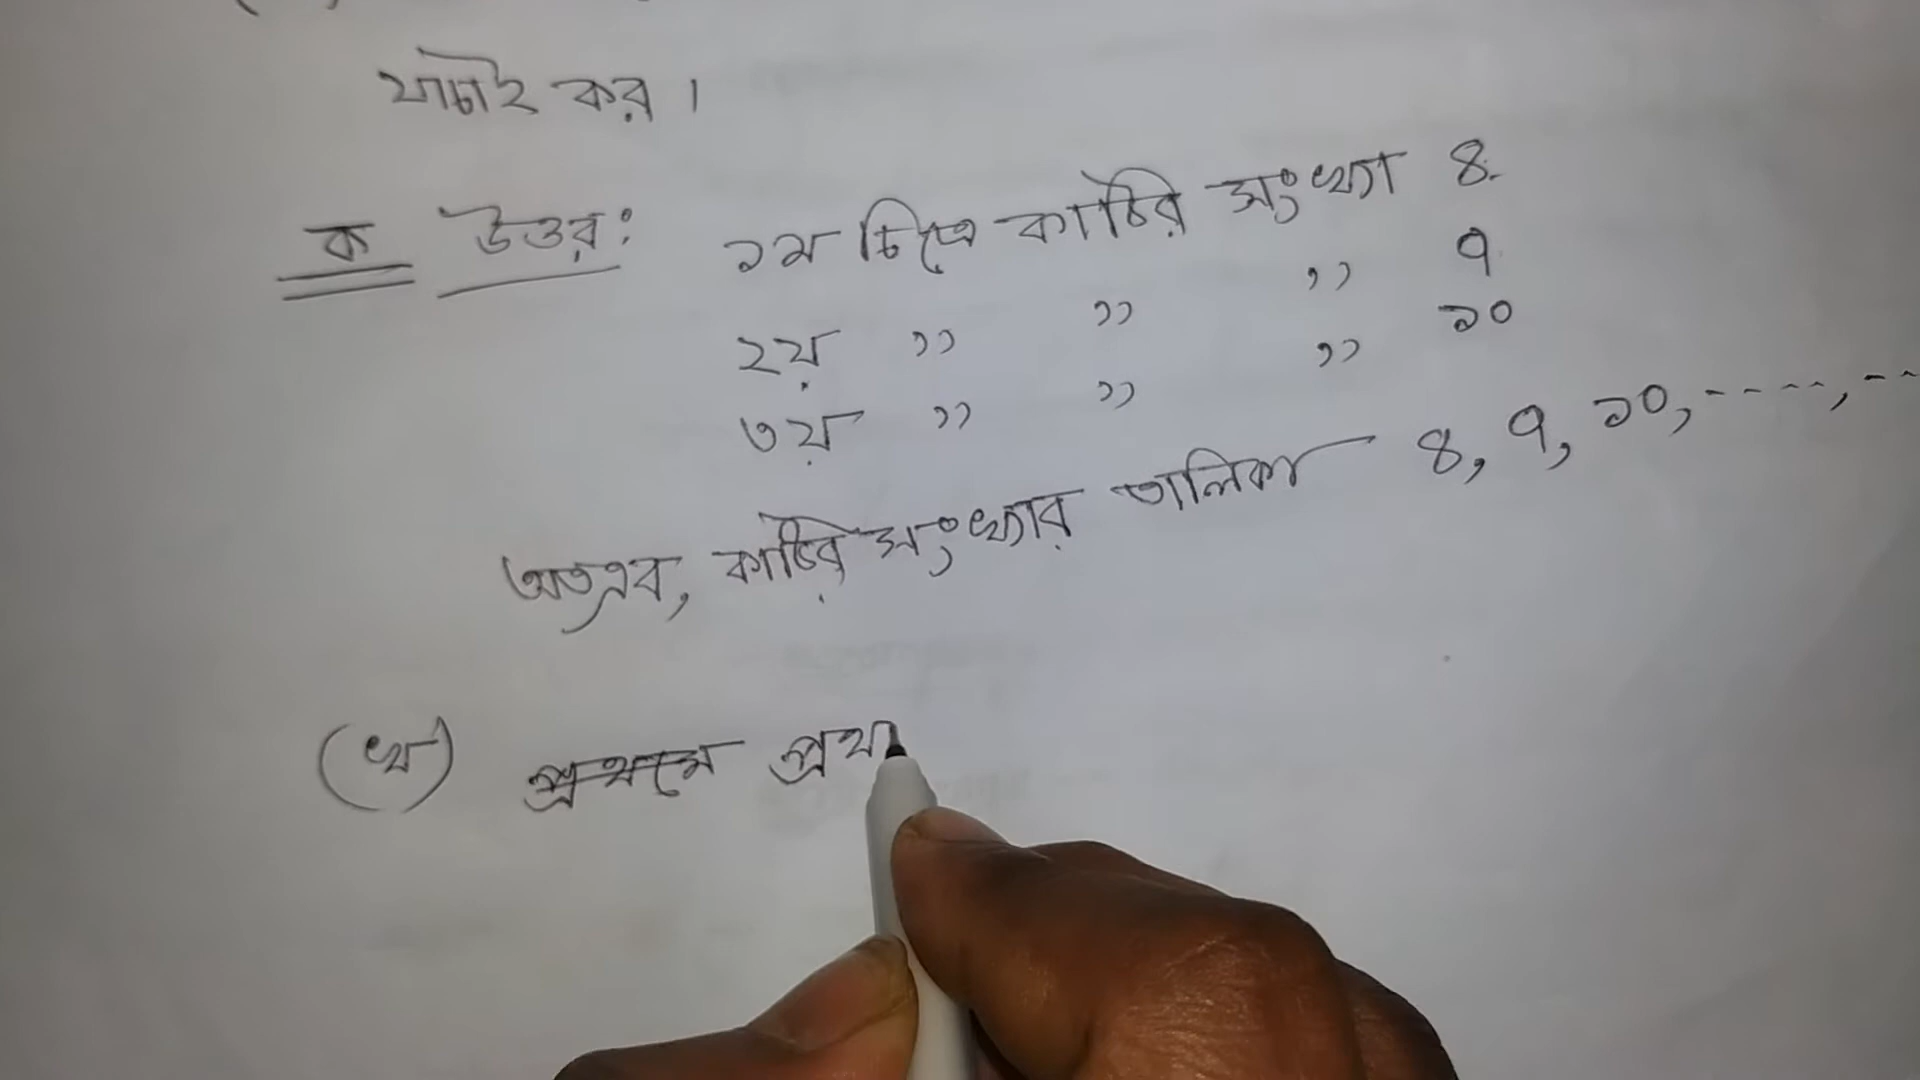 যাচাই কর।
ক উত্তর: ১ম চিত্রে কাঠির সংখ্যা ৪
২য় ,, ,, ,, ৭
৩য় ,, ,, ,, ১০
অতএব, কাঠির সংখ্যার তালিকা ৪, ৭, ১০, ----, --
(খ) প্রথমে প্রথ